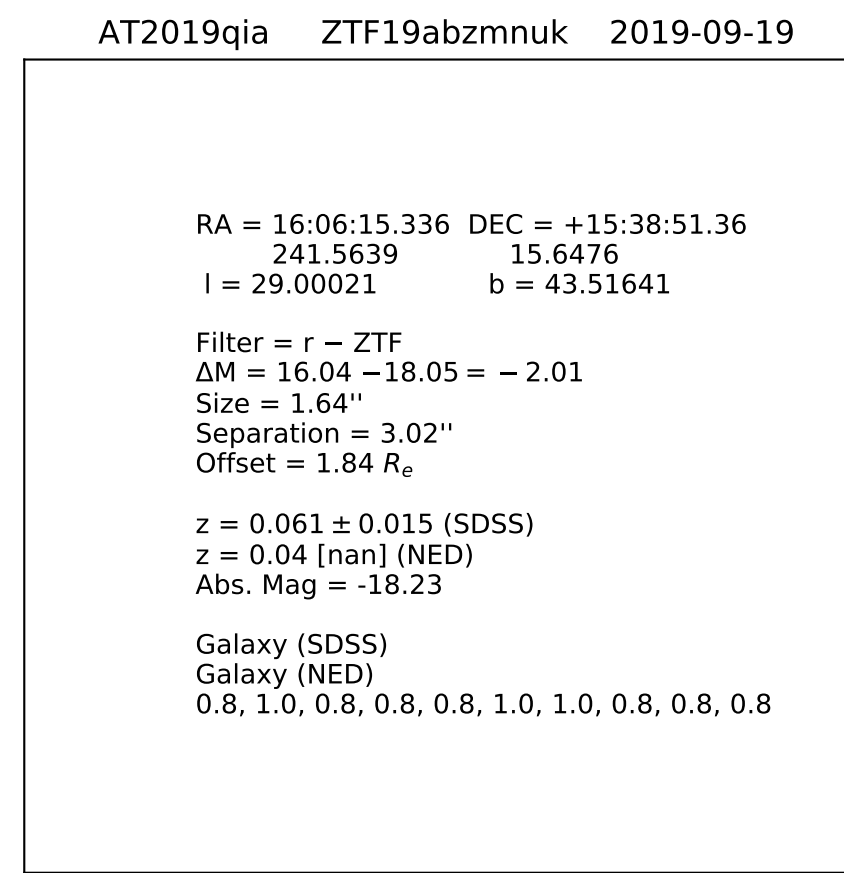 AT2019qia ZTF19abzmnuk 2019-09-19
RA = 16:06:15.336 DEC = +15:38:51.36
241.5639 15.6476
l = 29.00021 b = 43.51641
Filter = r − ZTF
ΔM = 16.04 −18.05 = − 2.01
Size = 1.64''
Separation = 3.02''
Offset = 1.84 Rₑ
z = 0.061 ± 0.015 (SDSS)
z = 0.04 [nan] (NED)
Abs. Mag = -18.23
Galaxy (SDSS)
Galaxy (NED)
0.8, 1.0, 0.8, 0.8, 0.8, 1.0, 1.0, 0.8, 0.8, 0.8